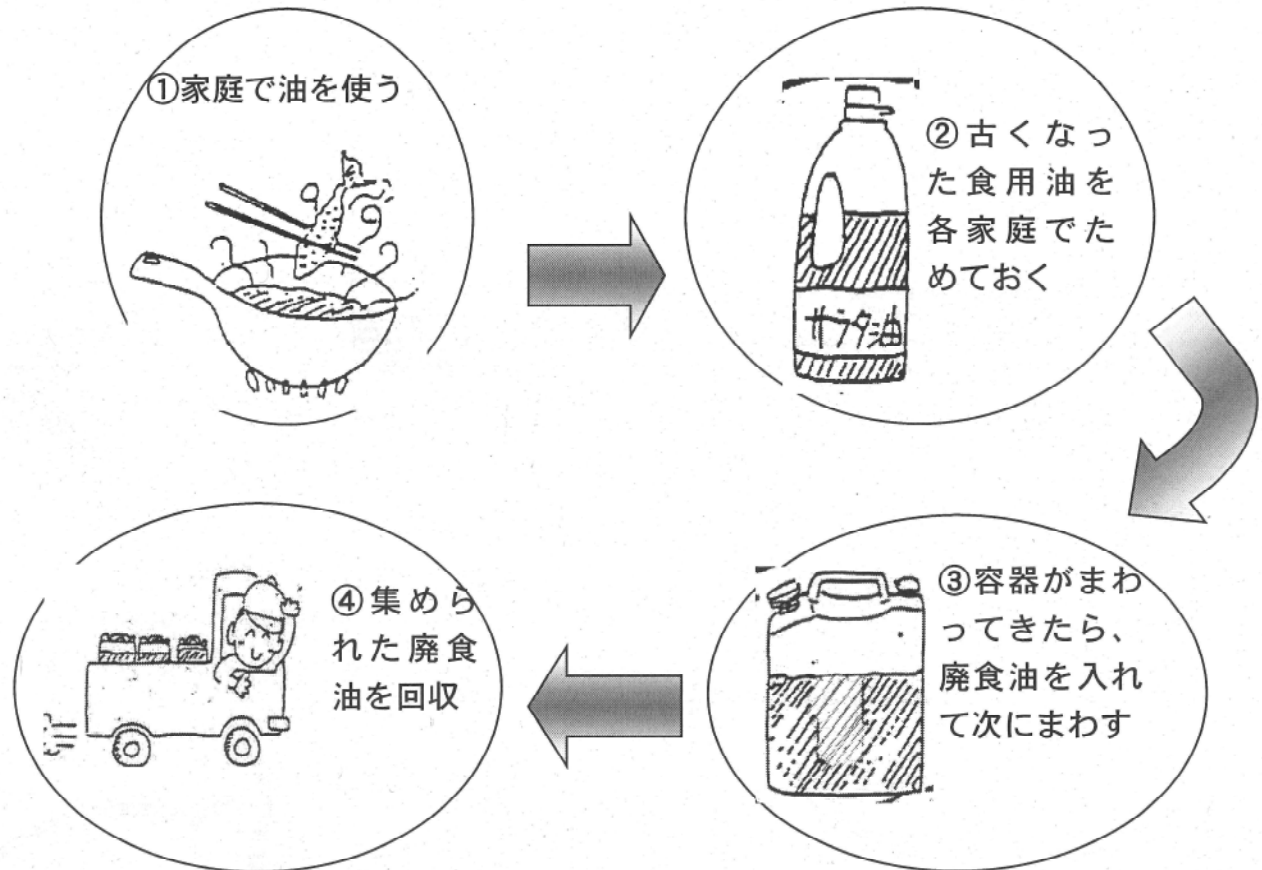 ①家庭で油を使う
②古くなっ
た食用油を
各家庭でた
めておく
サラダ油
③容器がまわ
ってきたら、
廃食油を入れ
て次にまわす
④集めら
れた廃食
油を回収